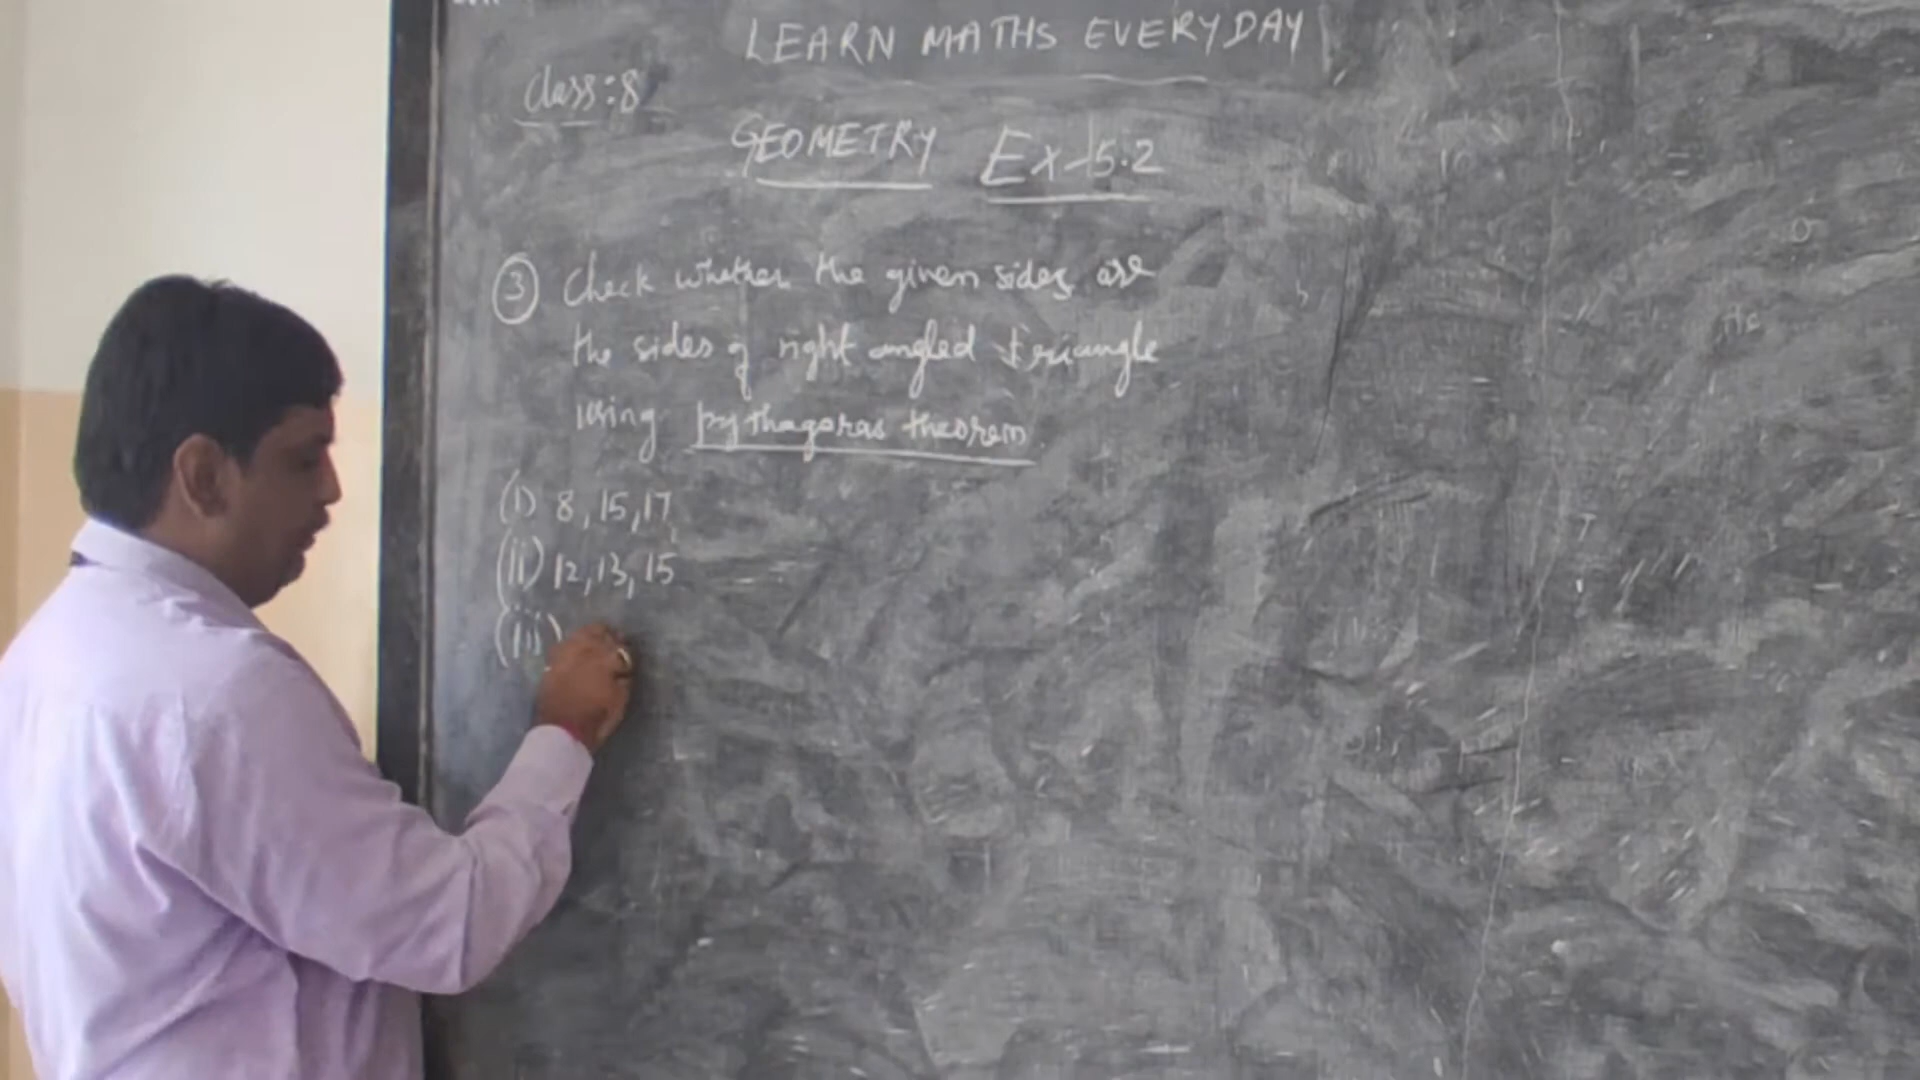 LEARN MATHS EVERYDAY
Class:8
GEOMETRY Ex-5.2
③ Check whether the given sides are
the sides of right angled triangle
using pythagoras theorem.
(i) 8, 15, 17
(ii) 12, 13, 15
(iii)